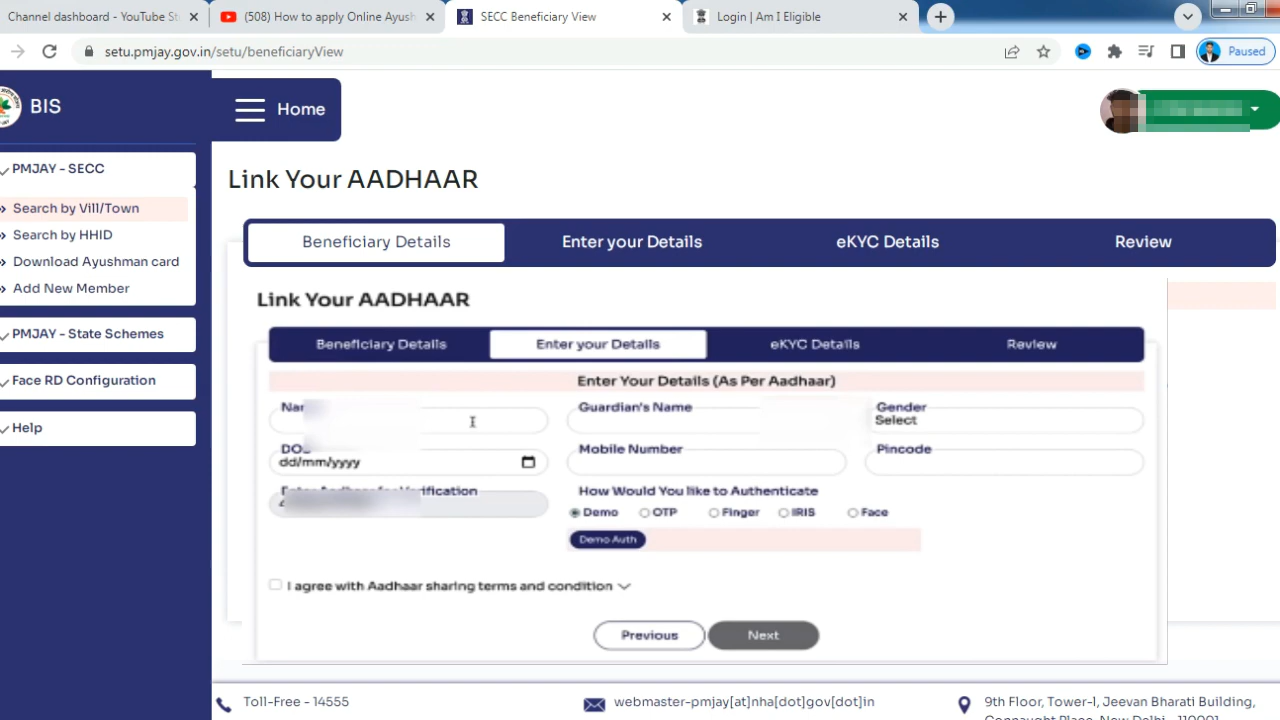 Channel dashboard - YouTube St
(508) How to apply Online Ayush
SECC Beneficiary View
Login | Am I Eligible
setu.pmjay.gov.in/setu/beneficiaryView
Paused
BIS
Home
PMJAY - SECC
» Search by Vill/Town
» Search by HHID
» Download Ayushman card
» Add New Member
PMJAY - State Schemes
Face RD Configuration
Help
Link Your AADHAAR
Beneficiary Details
Enter your Details
eKYC Details
Review
Link Your AADHAAR
Beneficiary Details
Enter your Details
eKYC Details
Review
Enter Your Details (As Per Aadhaar)
Guardian's Name
Gender
Select
dd/mm/yyyy
Mobile Number
Pincode
How Would You like to Authenticate
Demo
OTP
Finger
IRIS
Face
Demo Auth
I agree with Aadhaar sharing terms and condition
Previous
Next
Toll-Free - 14555
webmaster-pmjay[at]nha[dot]gov[dot]in
9th Floor, Tower-l, Jeevan Bharati Building,